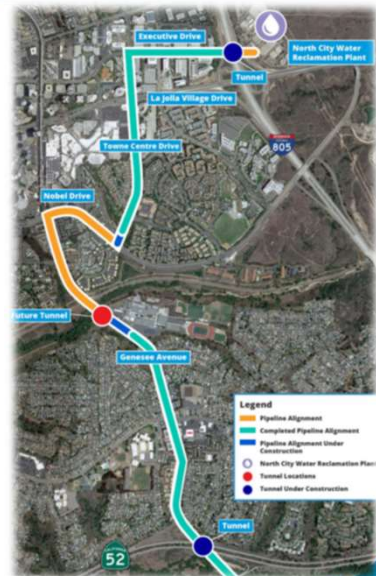 Executive Drive
North City Water
Reclamation Plant
Tunnel
La Jolla Village Drive
Towne Centre Drive
805
Nobel Drive
Future Tunnel
Genesee Avenue
Legend
Pipeline Alignment
Completed Pipeline Alignment
Pipeline Alignment Under
Construction
North City Water Reclamation Plan
Tunnel Locations
Tunnel Under Construction
Tunnel
52